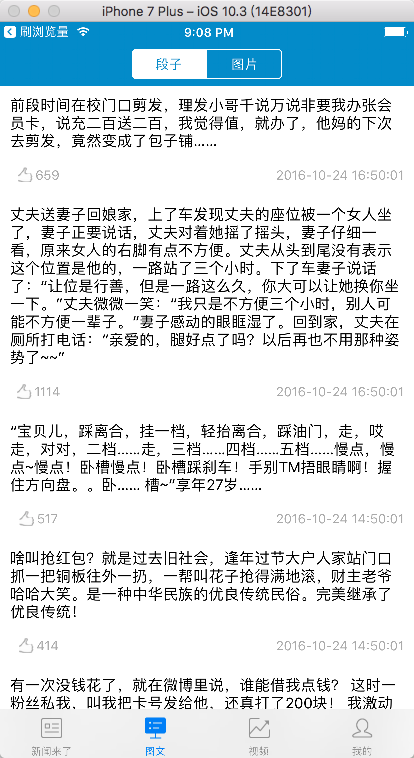 iPhone 7 Plus – iOS 10.3 (14E8301)
刷浏览量 9:08 PM
段子 图片
前段时间在校门口剪发，理发小哥千说万说非要我办张会
员卡，说充二百送二百，我觉得值，就办了，他妈的下次
去剪发，竟然变成了包子铺……
659 2016-10-24 16:50:01
丈夫送妻子回娘家，上了车发现丈夫的座位被一个女人坐
了，妻子正要说话，丈夫对着她摇了摇头，妻子仔细一
看，原来女人的右脚有点不方便。丈夫从头到尾没有表示
这个位置是他的，一路站了三个小时。下了车妻子说话
了：“让位是行善，但是一路这么久，你大可以让她换你坐
一下。”丈夫微微一笑：“我只是不方便三个小时，别人可
能不方便一辈子。”妻子感动的眼眶湿了。回到家，丈夫在
厕所打电话：“亲爱的，腿好点了吗？以后再也不用那种姿
势了~~”
1114 2016-10-24 16:50:01
“宝贝儿，踩离合，挂一档，轻抬离合，踩油门，走，哎
走，对对，二档……走，三档……四档……五档……慢点，慢
点~慢点！卧槽慢点！卧槽踩刹车！手别TM捂眼睛啊！握
住方向盘。。卧…… 槽~”享年27岁……
517 2016-10-24 14:50:01
啥叫抢红包？就是过去旧社会，逢年过节大户人家站门口
抓一把铜板往外一扔，一帮叫花子抢得满地滚，财主老爷
哈哈大笑。是一种中华民族的优良传统民俗。完美继承了
优良传统！
414 2016-10-24 14:50:01
有一次没钱花了，就在微博里说，谁能借我点钱？ 这时一
粉丝私我，叫我把卡号发给他，还真打了200块！ 我激动
新闻来了 图文 视频 我的